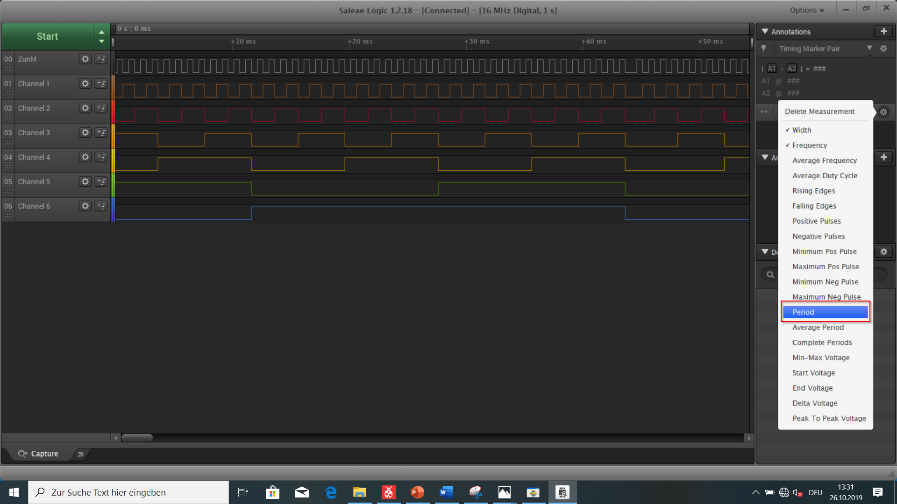 Saleae Logic 1.2.18 – [Connected] – [16 MHz Digital, 1 s]
Options
Start
0 s : 0 ms
+10 ms
+20 ms
+30 ms
+40 ms
+50 ms
00 ZunM
01 Channel 1
02 Channel 2
03 Channel 3
04 Channel 4
05 Channel 5
06 Channel 6
Annotations
Timing Marker Pair
| A1 - A2 | = ###
A1 @ ###
A2 @ ###
Delete Measurement
✓ Width
✓ Frequency
Average Frequency
Average Duty Cycle
Rising Edges
Falling Edges
Positive Pulses
Negative Pulses
Minimum Pos Pulse
Maximum Pos Pulse
Minimum Neg Pulse
Maximum Neg Pulse
Period
Average Period
Complete Periods
Min-Max Voltage
Start Voltage
End Voltage
Delta Voltage
Peak To Peak Voltage
Capture
Zur Suche Text hier eingeben
DEU
13:31
26.10.2019